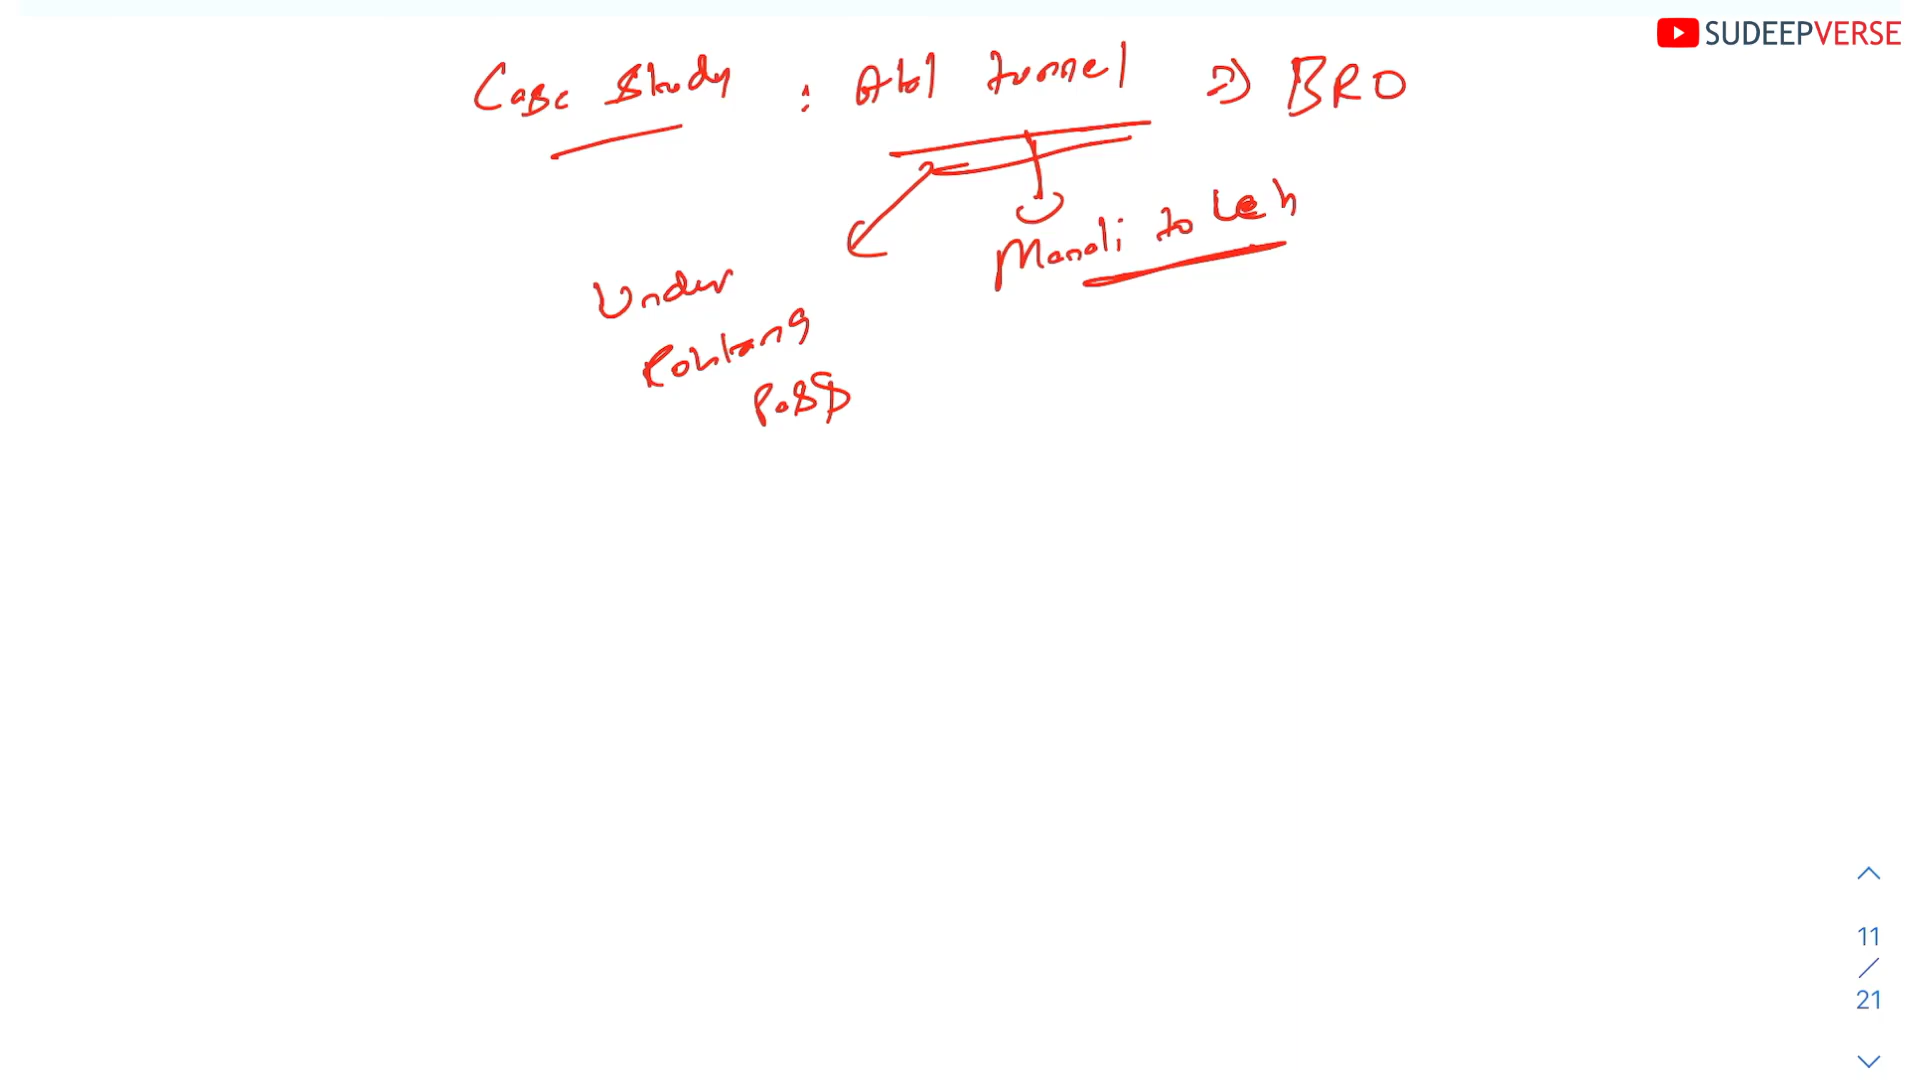 SUDEEPVERSE
Case Study : Atal tunnel ⇒ BRO
Manali to Leh
Under
Rohtang
Pass
11
/
21